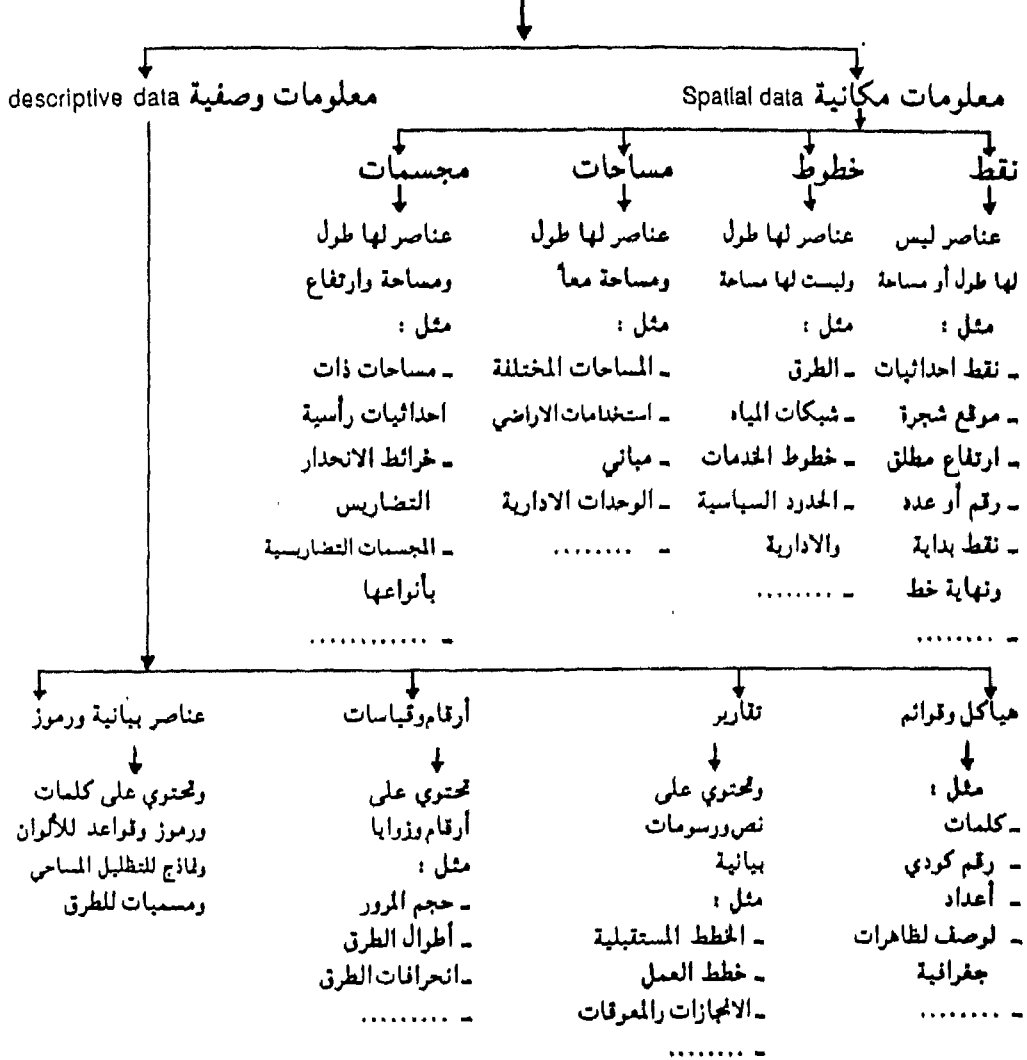 معلومات مكانية Spatial data
معلومات وصفية descriptive data
نقط
عناصر ليس
لها طول أو مساحة
مثل :
ـ نقط احداثيات
ـ موقع شجرة
ـ ارتفاع مطلق
ـ رقم أو عدد
ـ نقط بداية
ونهاية خط
ـ ........
خطوط
عناصر لها طول
وليست لها مساحة
مثل :
ـ الطرق
ـ شبكات المياه
ـ خطوط الخدمات
ـ الحدود السياسية
والادارية
ـ ........
مساحات
عناصر لها طول
ومساحة معاً
مثل :
ـ المساحات المختلفة
ـ استخدامات الاراضي
ـ مباني
ـ الوحدات الادارية
ـ ........
مجسمات
عناصر لها طول
ومساحة وارتفاع
مثل :
ـ مساحات ذات
احداثيات رأسية
ـ خرائط الانحدار
التضاريس
ـ المجسمات التضاريسية
بأنواعها
ـ ............
هياكل وقوائم
مثل :
ـ كلمات
ـ رقم كودي
ـ أعداد
ـ لوصف لظاهرات
جغرافية
ـ ........
تقارير
وتحتوي على
نص ورسومات
بيانية
مثل :
ـ الخطط المستقبلية
ـ خطط العمل
ـ الانجازات والمعوقات
ـ ........
أرقام وقياسات
تحتوي على
أرقام وزوايا
مثل :
ـ حجم المرور
ـ أطوال الطرق
ـ انحرافات الطرق
ـ .........
عناصر بيانية ورموز
وتحتوي على كلمات
ورموز وقواعد للألوان
ونماذج للتظليل المساحي
ومسميات للطرق